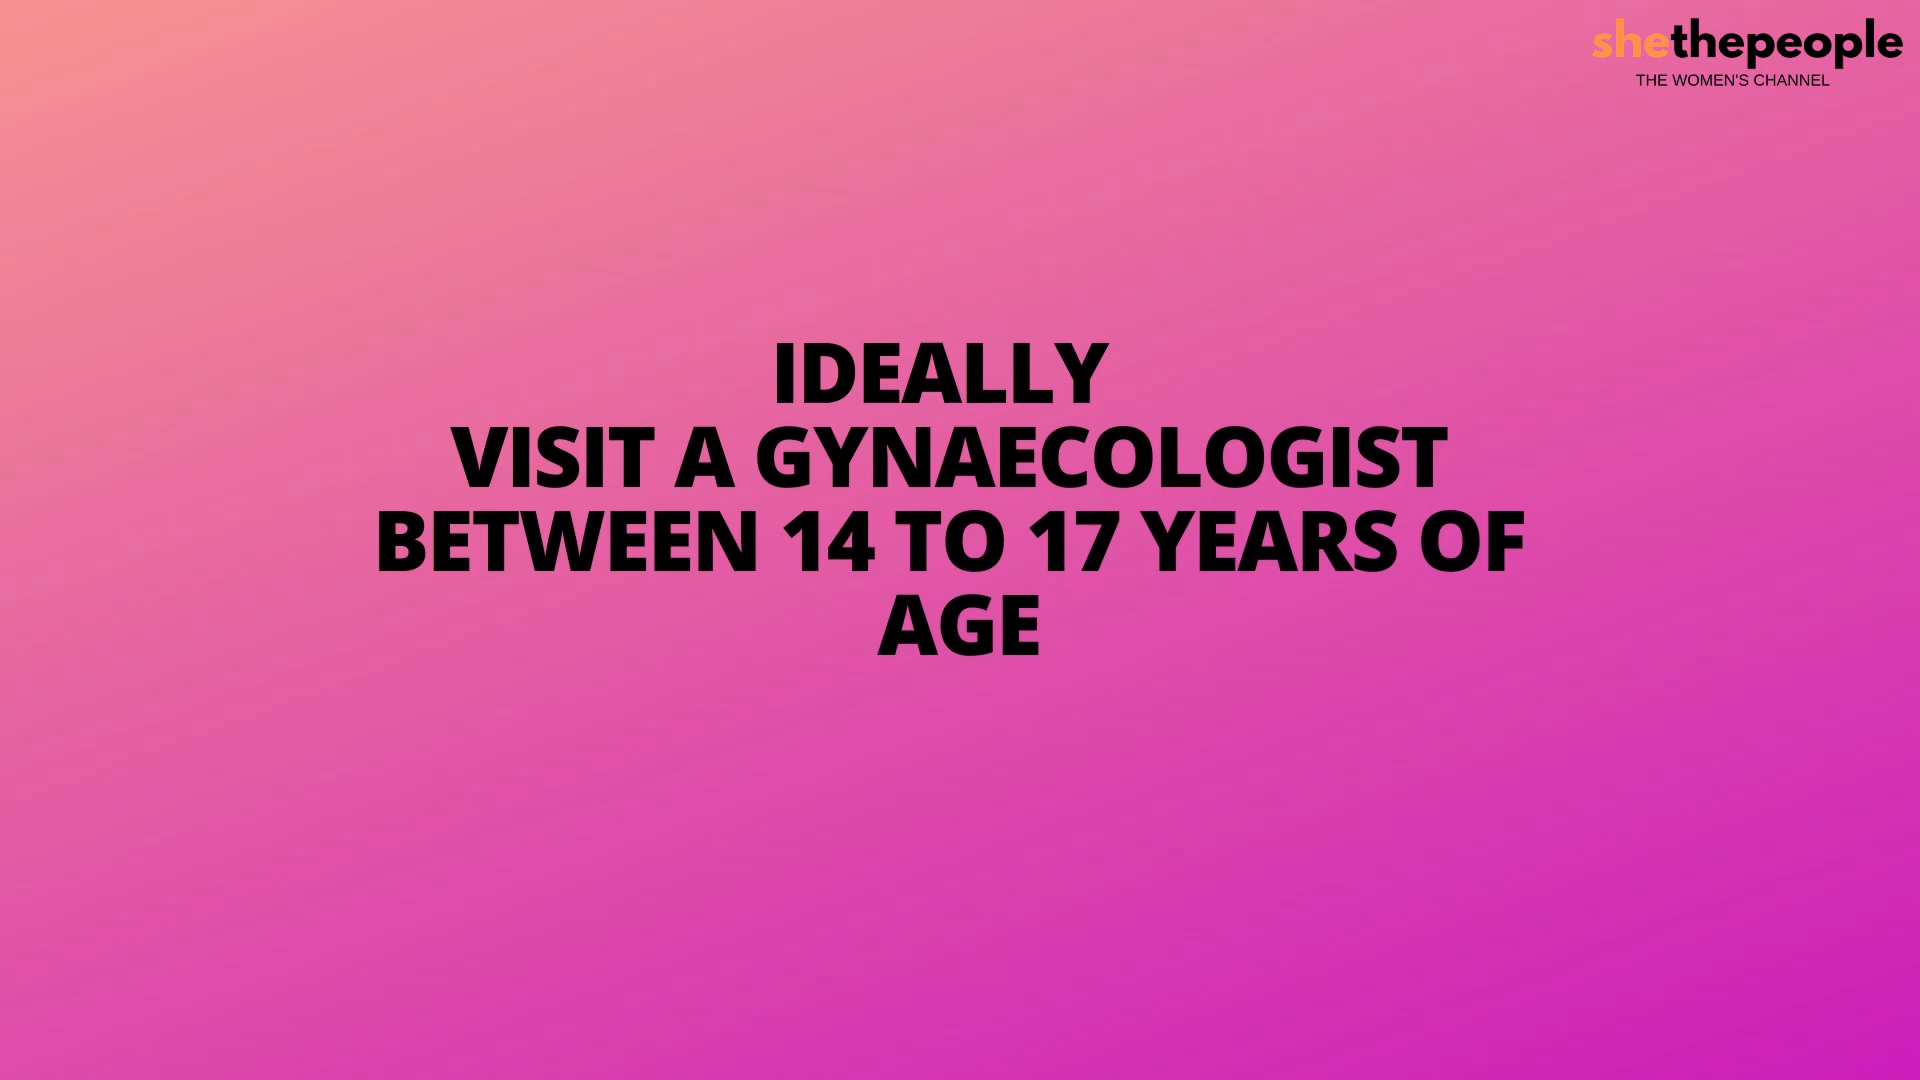 shethepeople
THE WOMEN'S CHANNEL
IDEALLY
VISIT A GYNAECOLOGIST
BETWEEN 14 TO 17 YEARS OF
AGE